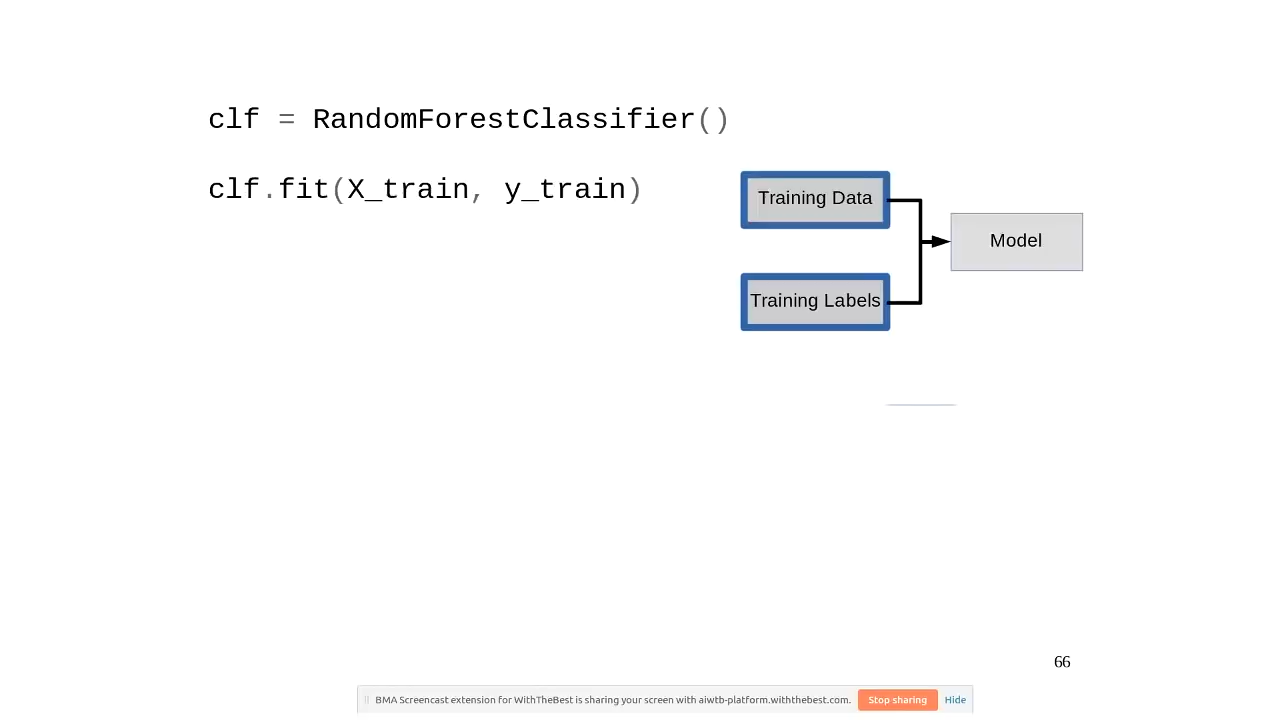 clf = RandomForestClassifier()
clf.fit(X_train, y_train)
Training Data
Model
Training Labels
66
BMA Screencast extension for WithTheBest is sharing your screen with aiwtb-platform.withthebest.com. Stop sharing Hide